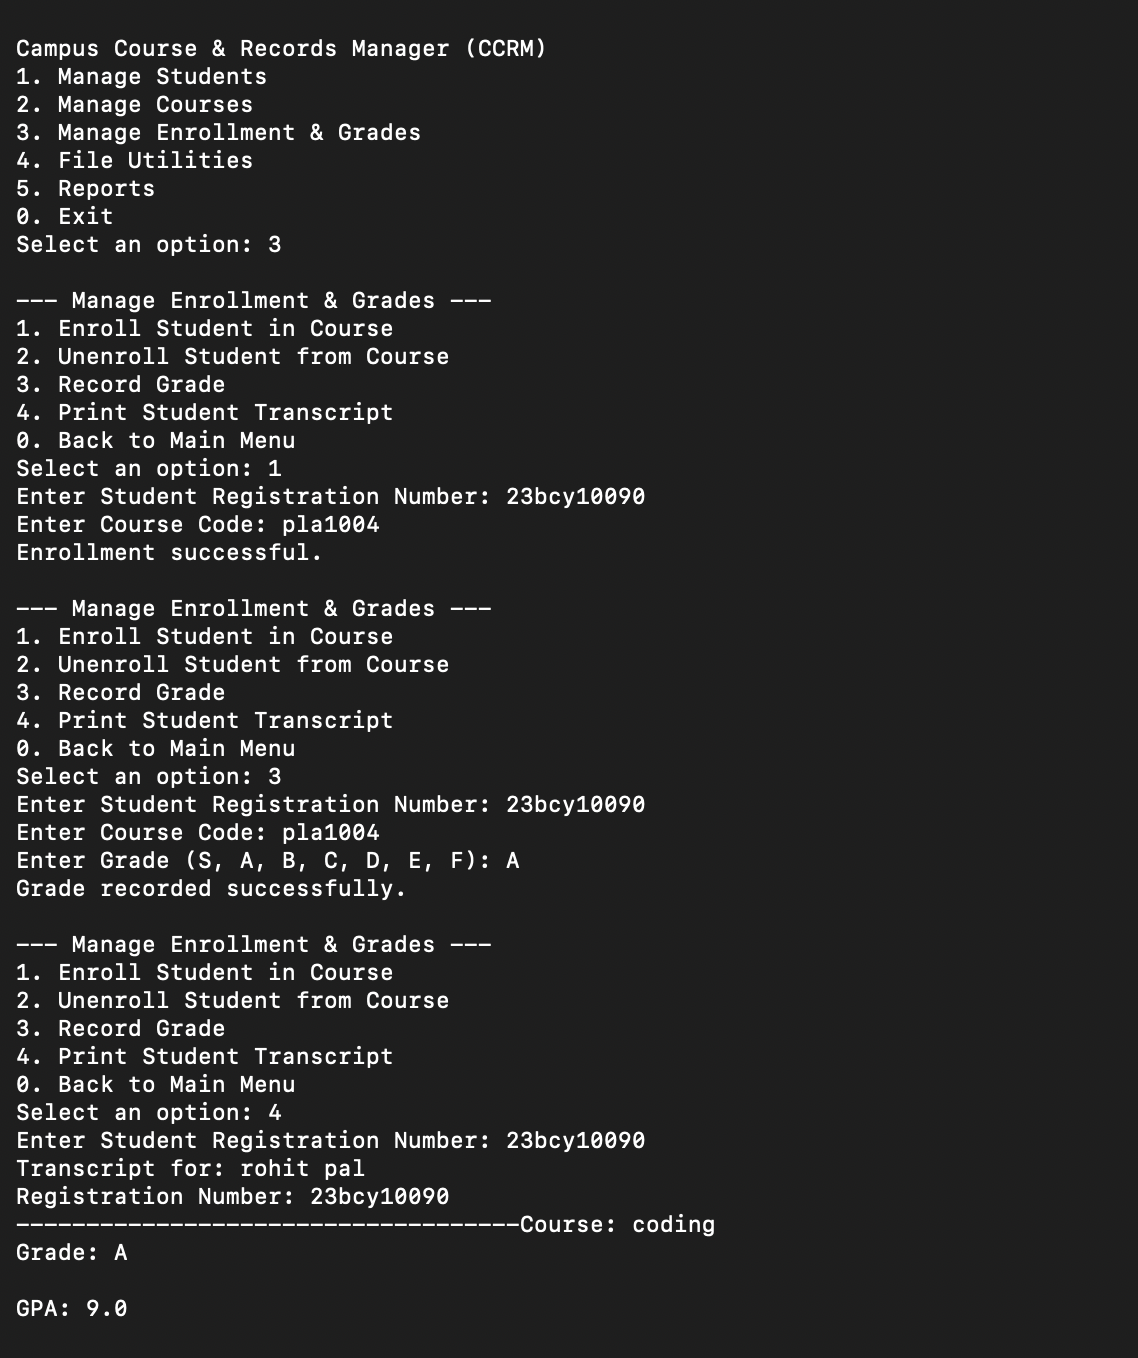 Campus Course & Records Manager (CCRM)
1. Manage Students
2. Manage Courses
3. Manage Enrollment & Grades
4. File Utilities
5. Reports
0. Exit
Select an option: 3

--- Manage Enrollment & Grades ---
1. Enroll Student in Course
2. Unenroll Student from Course
3. Record Grade
4. Print Student Transcript
0. Back to Main Menu
Select an option: 1
Enter Student Registration Number: 23bcy10090
Enter Course Code: pla1004
Enrollment successful.

--- Manage Enrollment & Grades ---
1. Enroll Student in Course
2. Unenroll Student from Course
3. Record Grade
4. Print Student Transcript
0. Back to Main Menu
Select an option: 3
Enter Student Registration Number: 23bcy10090
Enter Course Code: pla1004
Enter Grade (S, A, B, C, D, E, F): A
Grade recorded successfully.

--- Manage Enrollment & Grades ---
1. Enroll Student in Course
2. Unenroll Student from Course
3. Record Grade
4. Print Student Transcript
0. Back to Main Menu
Select an option: 4
Enter Student Registration Number: 23bcy10090
Transcript for: rohit pal
Registration Number: 23bcy10090
------------------------------------Course: coding
Grade: A

GPA: 9.0